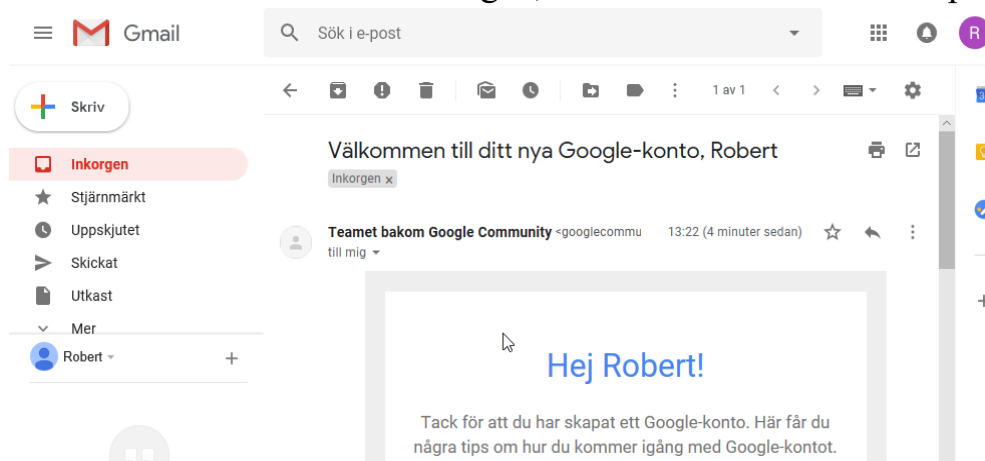 Gmail
Sök i e-post
R
Skriv
1 av 1
Inkorgen
Stjärnmärkt
Uppskjutet
Skickat
Utkast
Mer
Robert
Välkommen till ditt nya Google-konto, Robert
Inkorgen x
Teamet bakom Google Community <googlecommu 13:22 (4 minuter sedan)
till mig
Hej Robert!
Tack för att du har skapat ett Google-konto. Här får du
några tips om hur du kommer igång med Google-kontot.